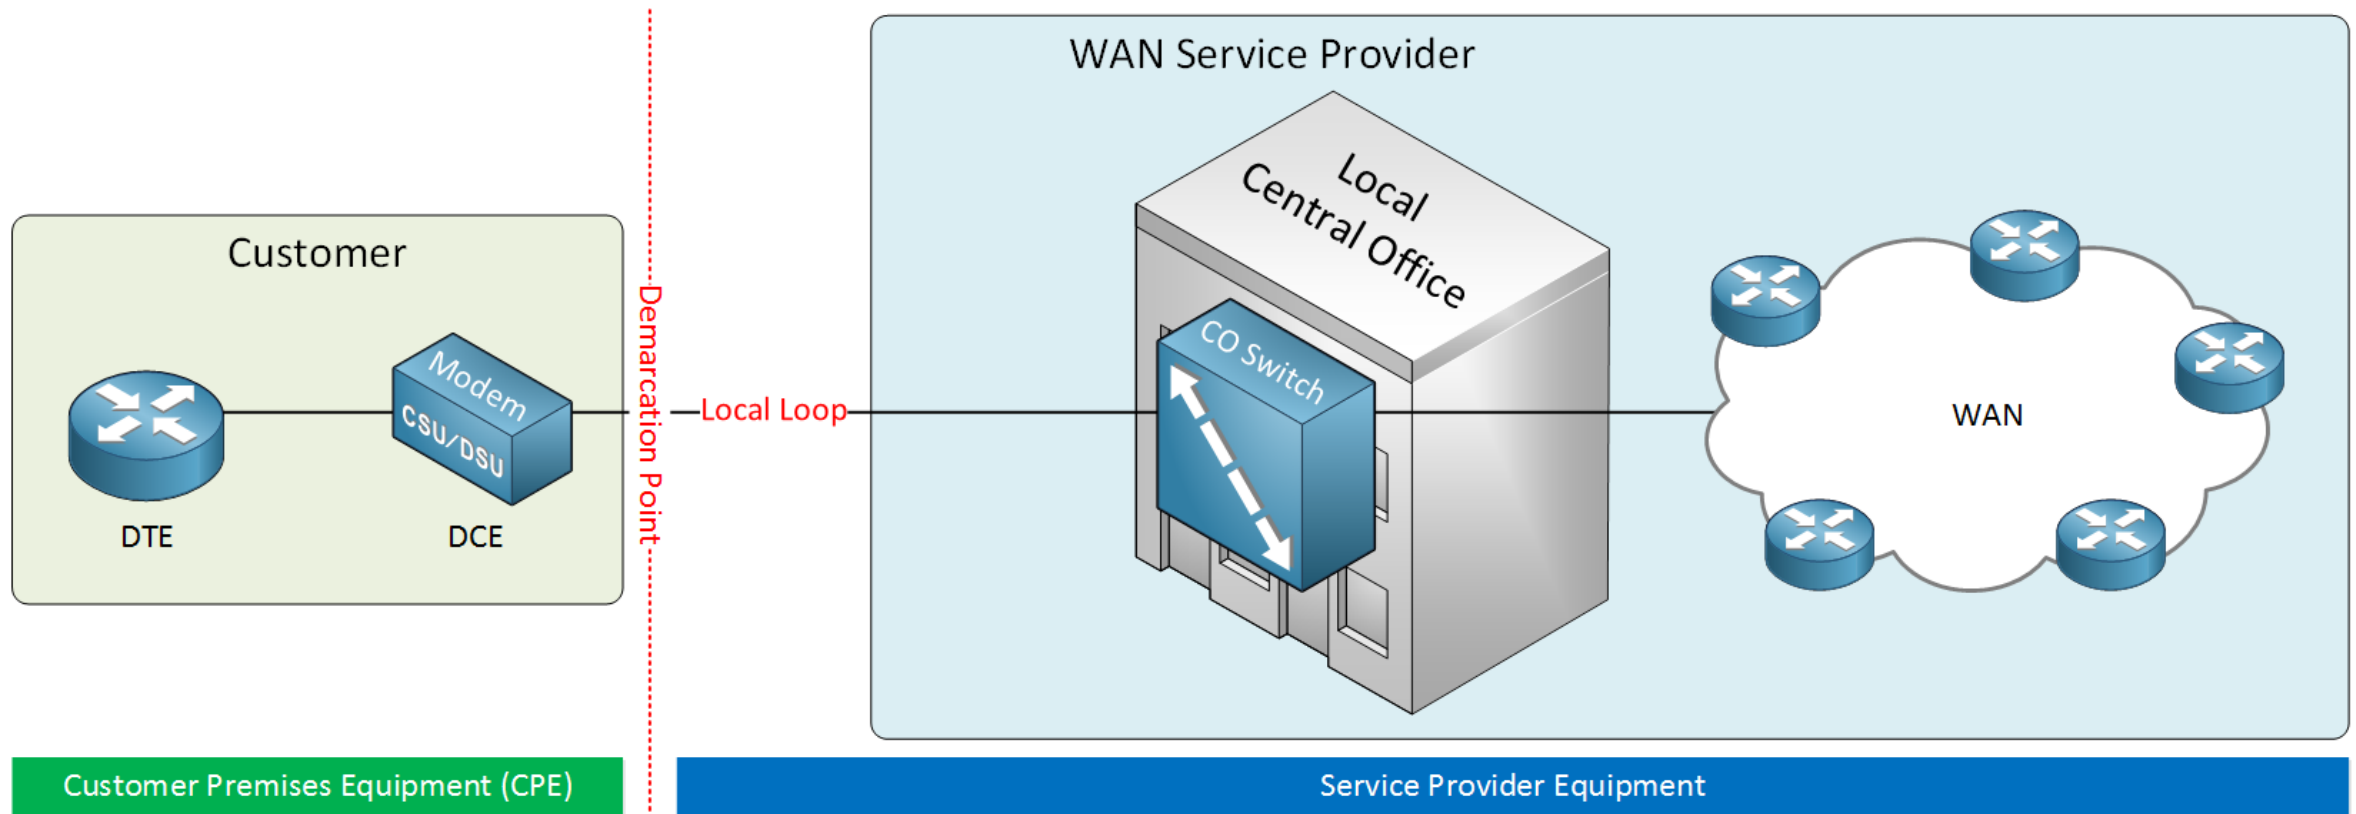 WAN Service Provider
Customer
Local
Central Office
CO Switch
Modem
CSU/DSU
DTE
DCE
Demarcation Point
Local Loop
WAN
Customer Premises Equipment (CPE)
Service Provider Equipment